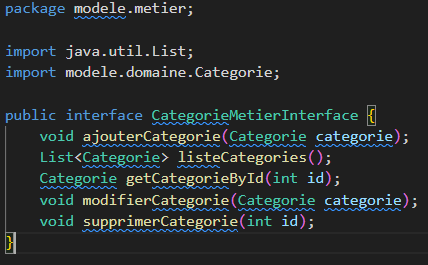 package modele.metier;
import java.util.List;
import modele.domaine.Categorie;
public interface CategorieMetierInterface {
void ajouterCategorie(Categorie categorie);
List<Categorie> listeCategories();
Categorie getCategorieById(int id);
void modifierCategorie(Categorie categorie);
void supprimerCategorie(int id);
}